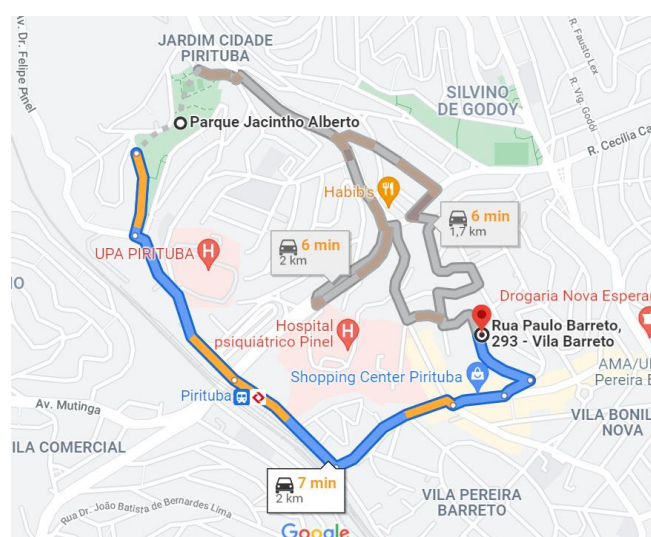 Av. Dr. Felipe Pinel
JARDIM CIDADE
PIRITUBA
R. Fausto Lex
R. Vig. Godói
SILVINO
DE GODOY
Parque Jacintho Alberto
R. Cecília Ca
Habib's
6 min
1,7 km
UPA PIRITUBA
H
6 min
2 km
IO
Drogaria Nova Esperan
Hospital
psiquiátrico Pinel
H
Rua Paulo Barreto,
293 - Vila Barreto
Shopping Center Pirituba
AMA/U
Pereira B
Pirituba
Av. Mutinga
VILA BONIL
NOVA
ILA COMERCIAL
7 min
2 km
VILA PEREIRA
BARRETO
Rua Dr. João Batista de Bernardes Lima
Google